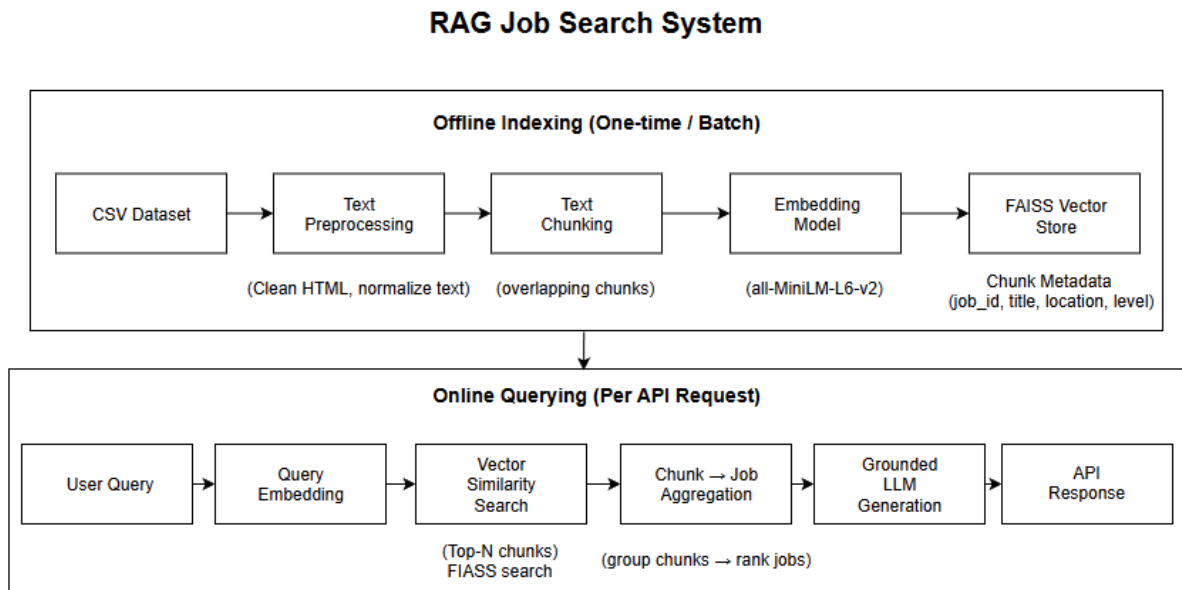 RAG Job Search System
Offline Indexing (One-time / Batch)
CSV Dataset
Text
Preprocessing
Text
Chunking
Embedding
Model
FAISS Vector
Store
(Clean HTML, normalize text)
(overlapping chunks)
(all-MiniLM-L6-v2)
Chunk Metadata
(job_id, title, location, level)
Online Querying (Per API Request)
User Query
Query
Embedding
Vector
Similarity
Search
Chunk → Job
Aggregation
Grounded
LLM
Generation
API
Response
(Top-N chunks)
FIASS search
(group chunks → rank jobs)